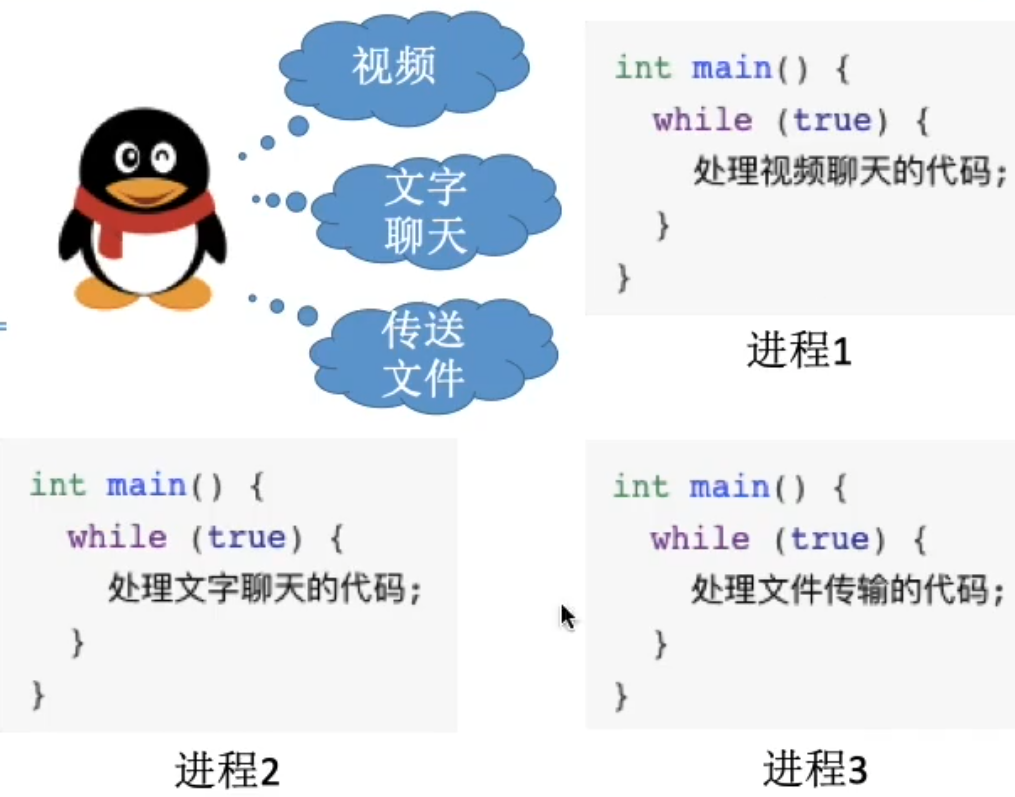 视频
文字
聊天
传送
文件
int main() {
  while (true) {
    处理视频聊天的代码;
  }
}
进程1
int main() {
  while (true) {
    处理文字聊天的代码;
  }
}
进程2
int main() {
  while (true) {
    处理文件传输的代码;
  }
}
进程3